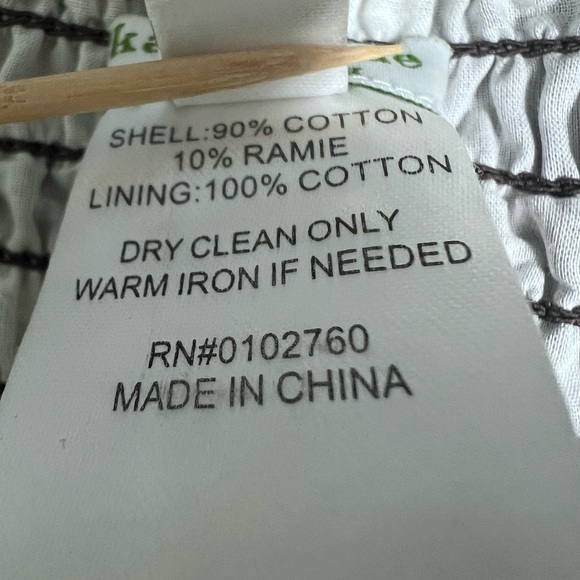 SHELL:90% COTTON
10% RAMIE
LINING:100% COTTON
DRY CLEAN ONLY
WARM IRON IF NEEDED
RN#0102760
MADE IN CHINA